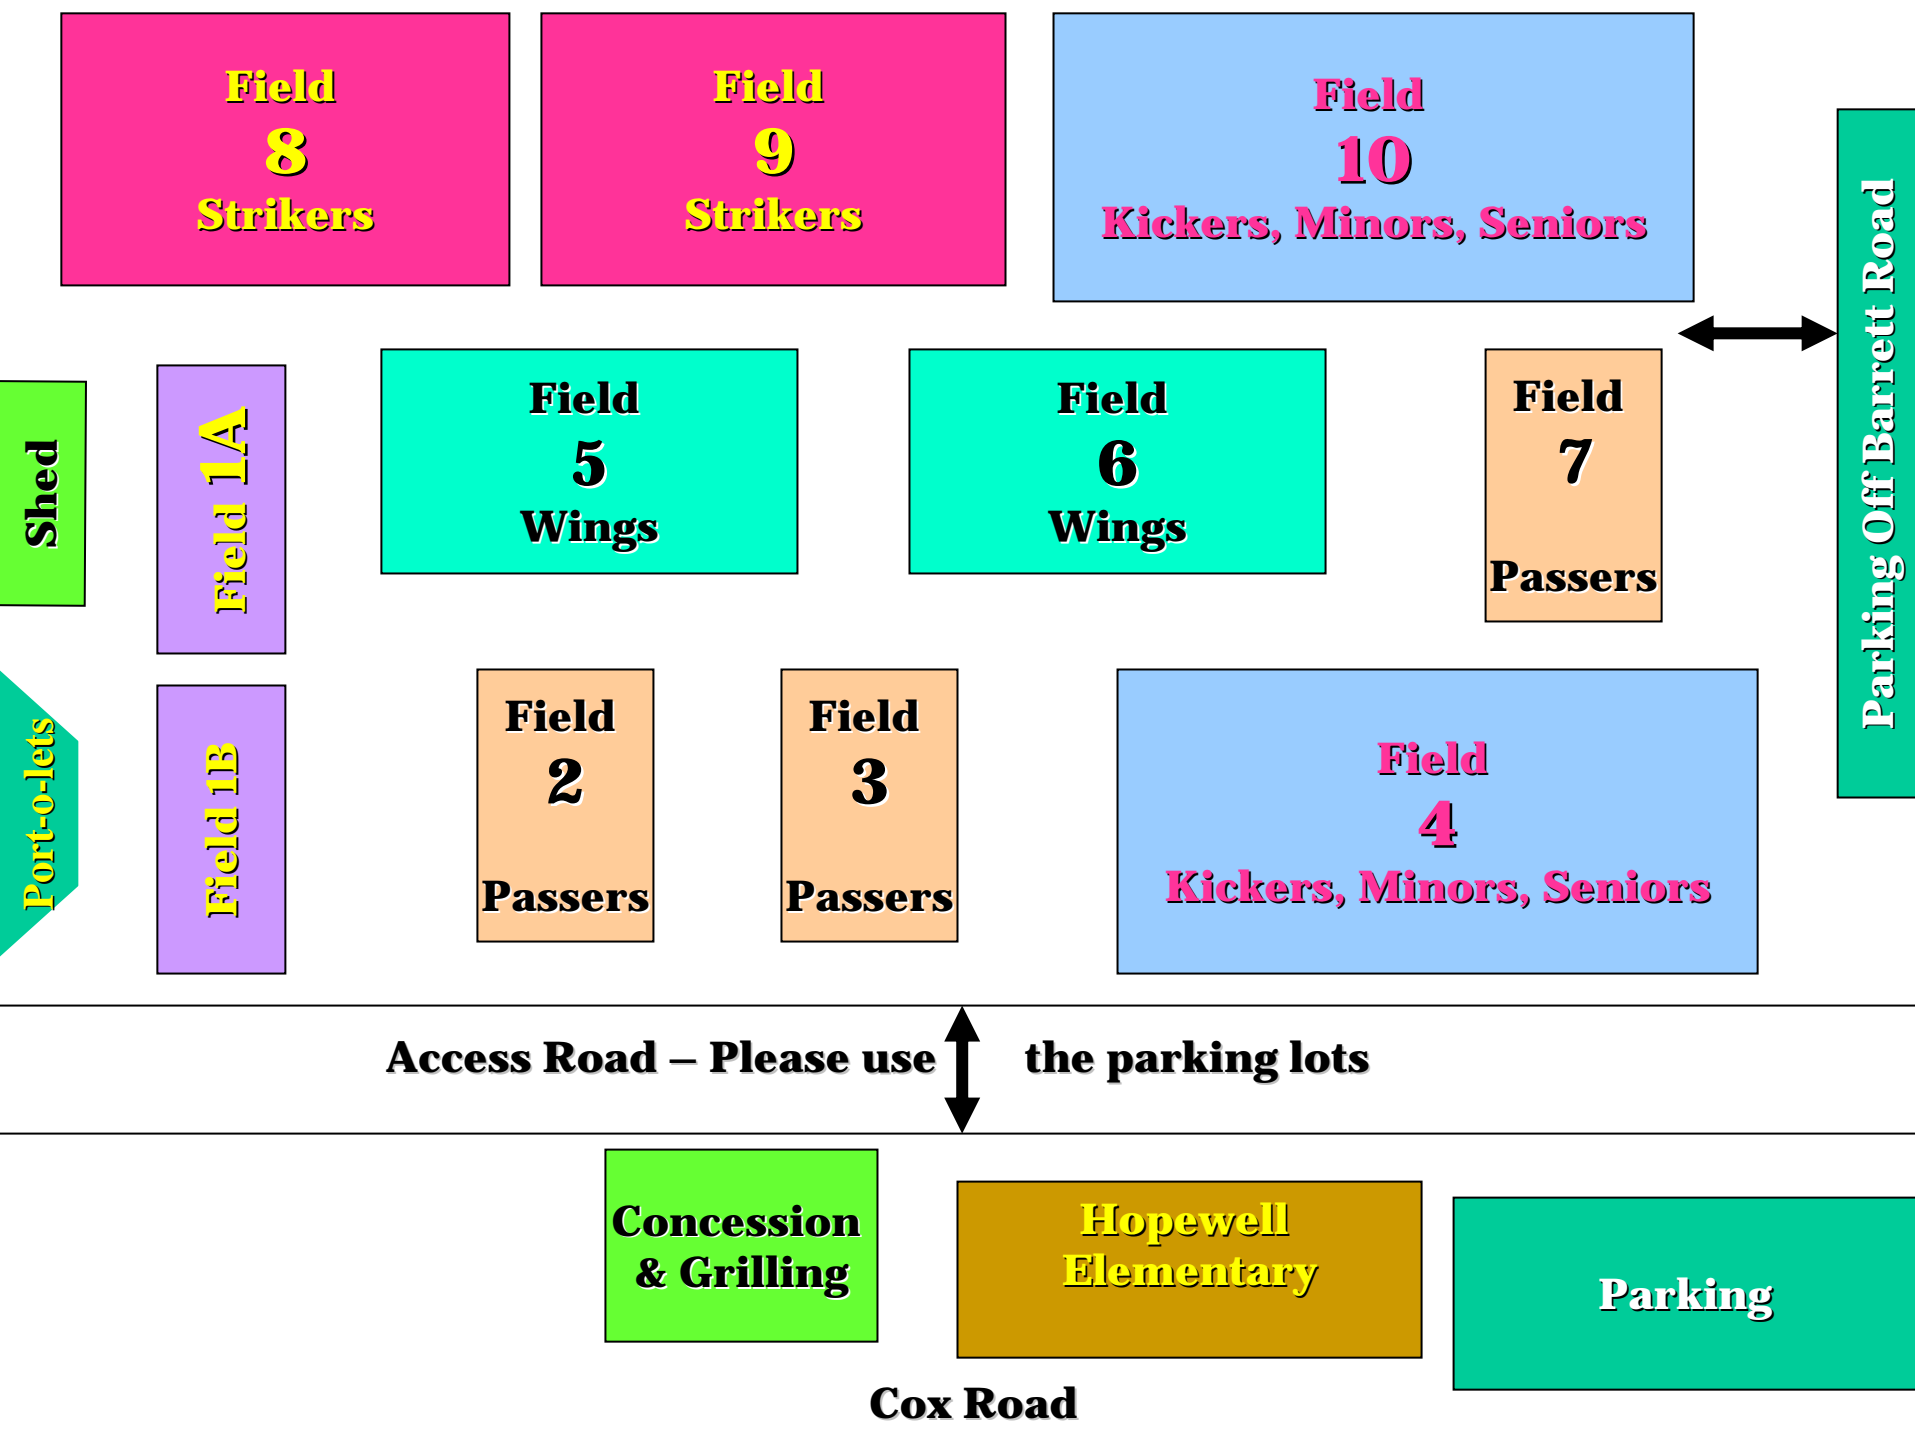 Field
8
Strikers
Field
9
Strikers
Field
10
Kickers, Minors, Seniors
Parking Off Barrett Road
Shed
Field 1A
Field
5
Wings
Field
6
Wings
Field
7
Passers
Port-o-lets
Field 1B
Field
2
Passers
Field
3
Passers
Field
4
Kickers, Minors, Seniors
Access Road – Please use the parking lots
Concession
& Grilling
Hopewell
Elementary
Parking
Cox Road